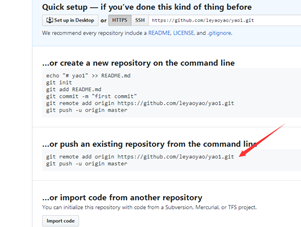 Quick setup — if you've done this kind of thing before
Set up in Desktop or HTTPS SSH https://github.com/leyaoyao/yao1.git
We recommend every repository include a README, LICENSE, and .gitignore.
...or create a new repository on the command line
echo "# yao1" >> README.md
git init
git add README.md
git commit -m "first commit"
git remote add origin https://github.com/leyaoyao/yao1.git
git push -u origin master
...or push an existing repository from the command line
git remote add origin https://github.com/leyaoyao/yao1.git
git push -u origin master
...or import code from another repository
You can initialize this repository with code from a Subversion, Mercurial, or TFS project.
Import code